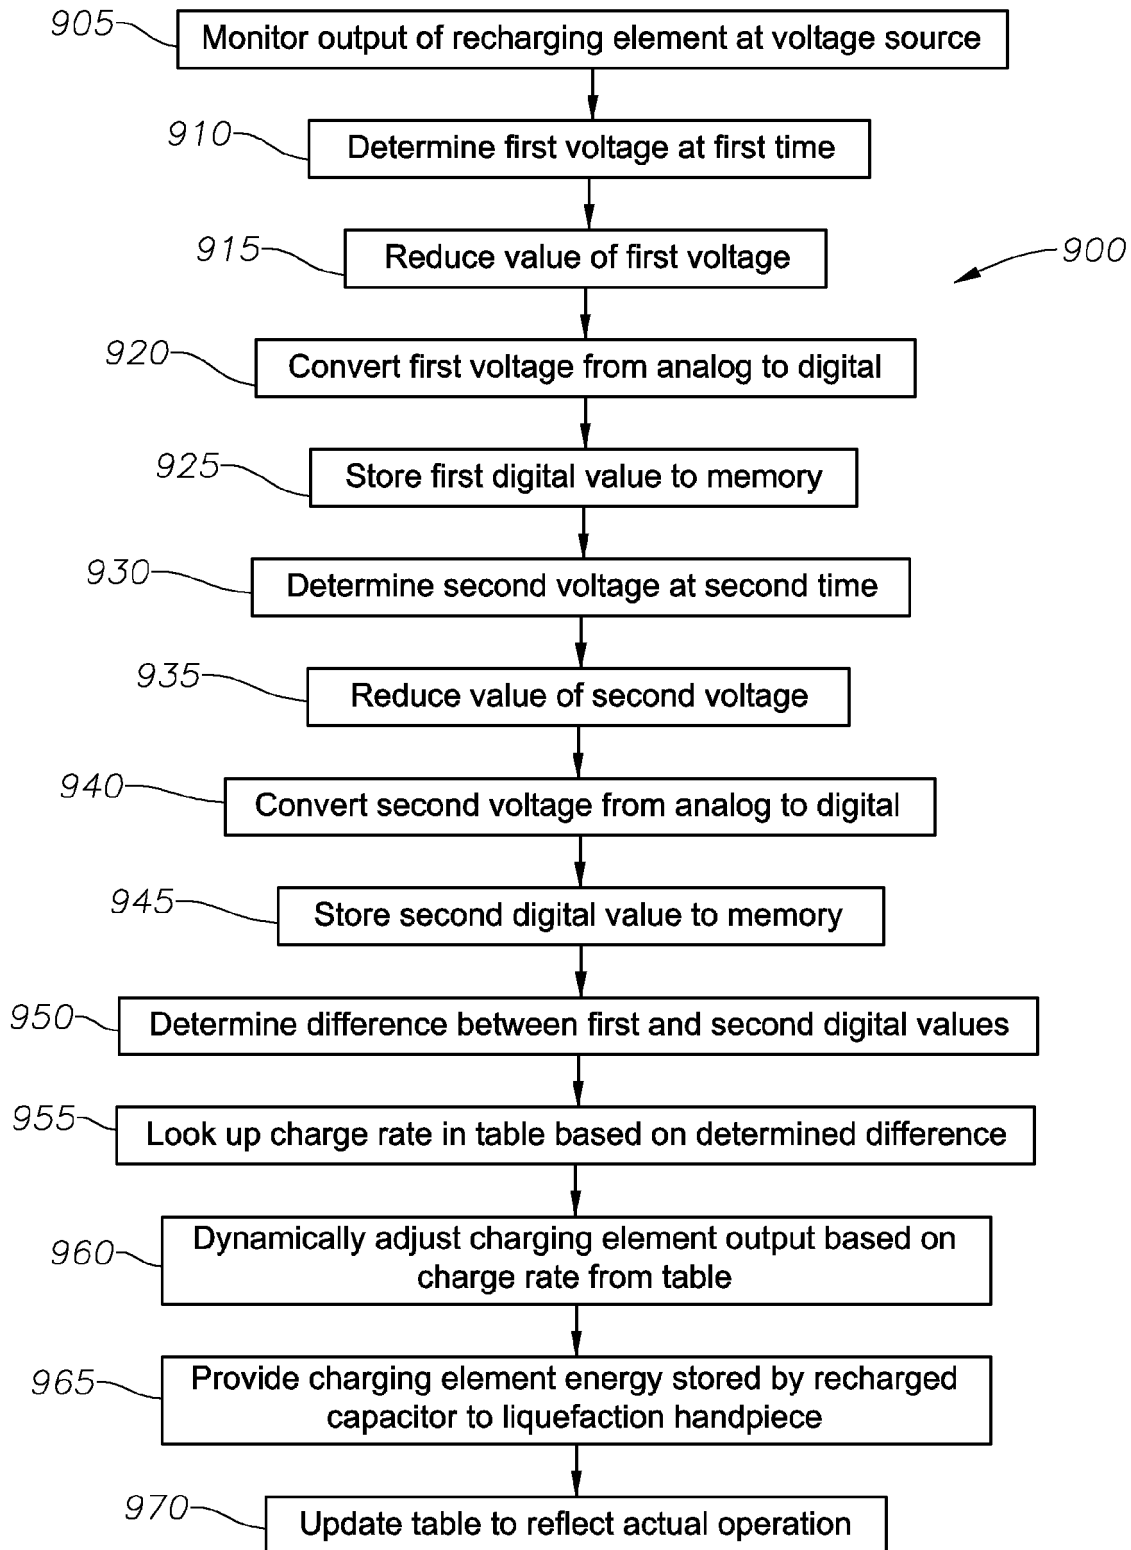 905
Monitor output of recharging element at voltage source
910
Determine first voltage at first time
915
Reduce value of first voltage
900
920
Convert first voltage from analog to digital
925
Store first digital value to memory
930
Determine second voltage at second time
935
Reduce value of second voltage
940
Convert second voltage from analog to digital
945
Store second digital value to memory
950
Determine difference between first and second digital values
955
Look up charge rate in table based on determined difference
960
Dynamically adjust charging element output based on
charge rate from table
965
Provide charging element energy stored by recharged
capacitor to liquefaction handpiece
970
Update table to reflect actual operation